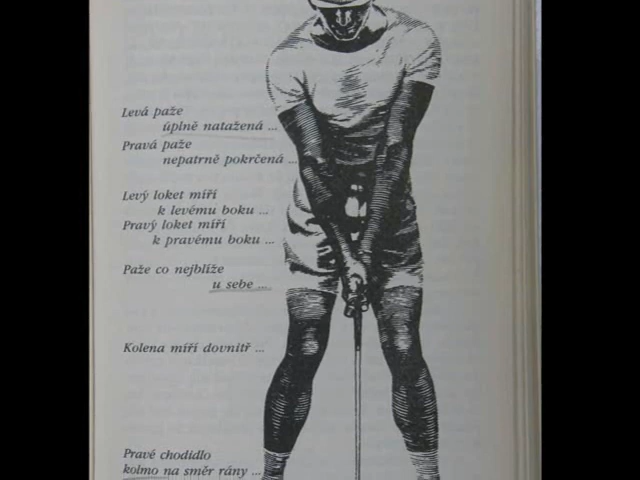 Levá paže
úplně natažená ...
Pravá paže
nepatrně pokrčená ...
Levý loket míří
k levému boku ...
Pravý loket míří
k pravému boku ...
Paže co nejblíže
u sebe ...
Kolena míří dovnitř ...
Pravé chodidlo
kolmo na směr rány ...